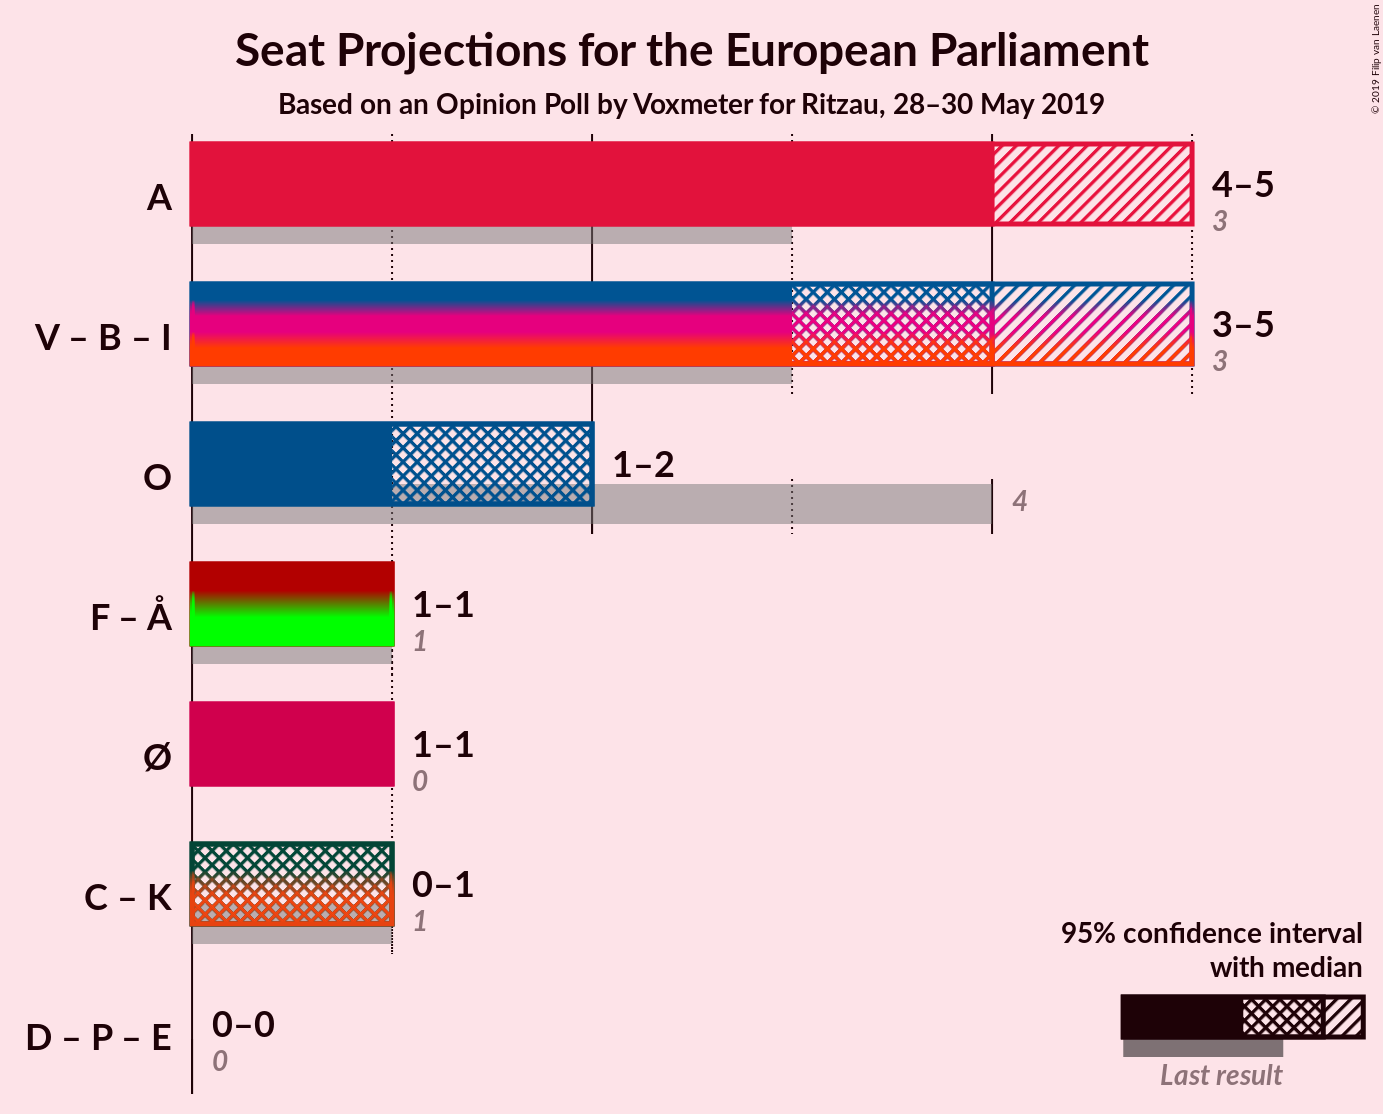 Seat Projections for the European Parliament
Based on an Opinion Poll by Voxmeter for Ritzau, 28–30 May 2019
© 2019 Filip van Laenen
A
4–5
3
V – B – I
3–5
3
O
1–2
4
F – Å
1–1
1
Ø
1–1
0
C – K
0–1
1
D – P – E
0–0
0
95% confidence interval
with median
Last result